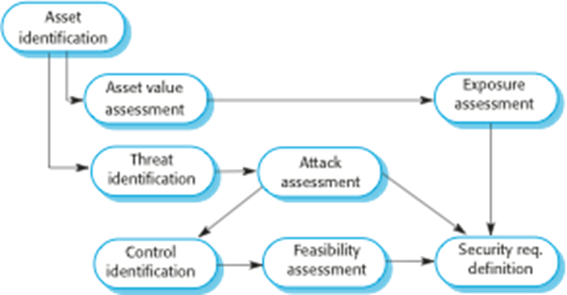 Asset
identification
Asset value
assessment
Exposure
assessment
Threat
identification
Attack
assessment
Control
identification
Feasibility
assessment
Security req.
definition